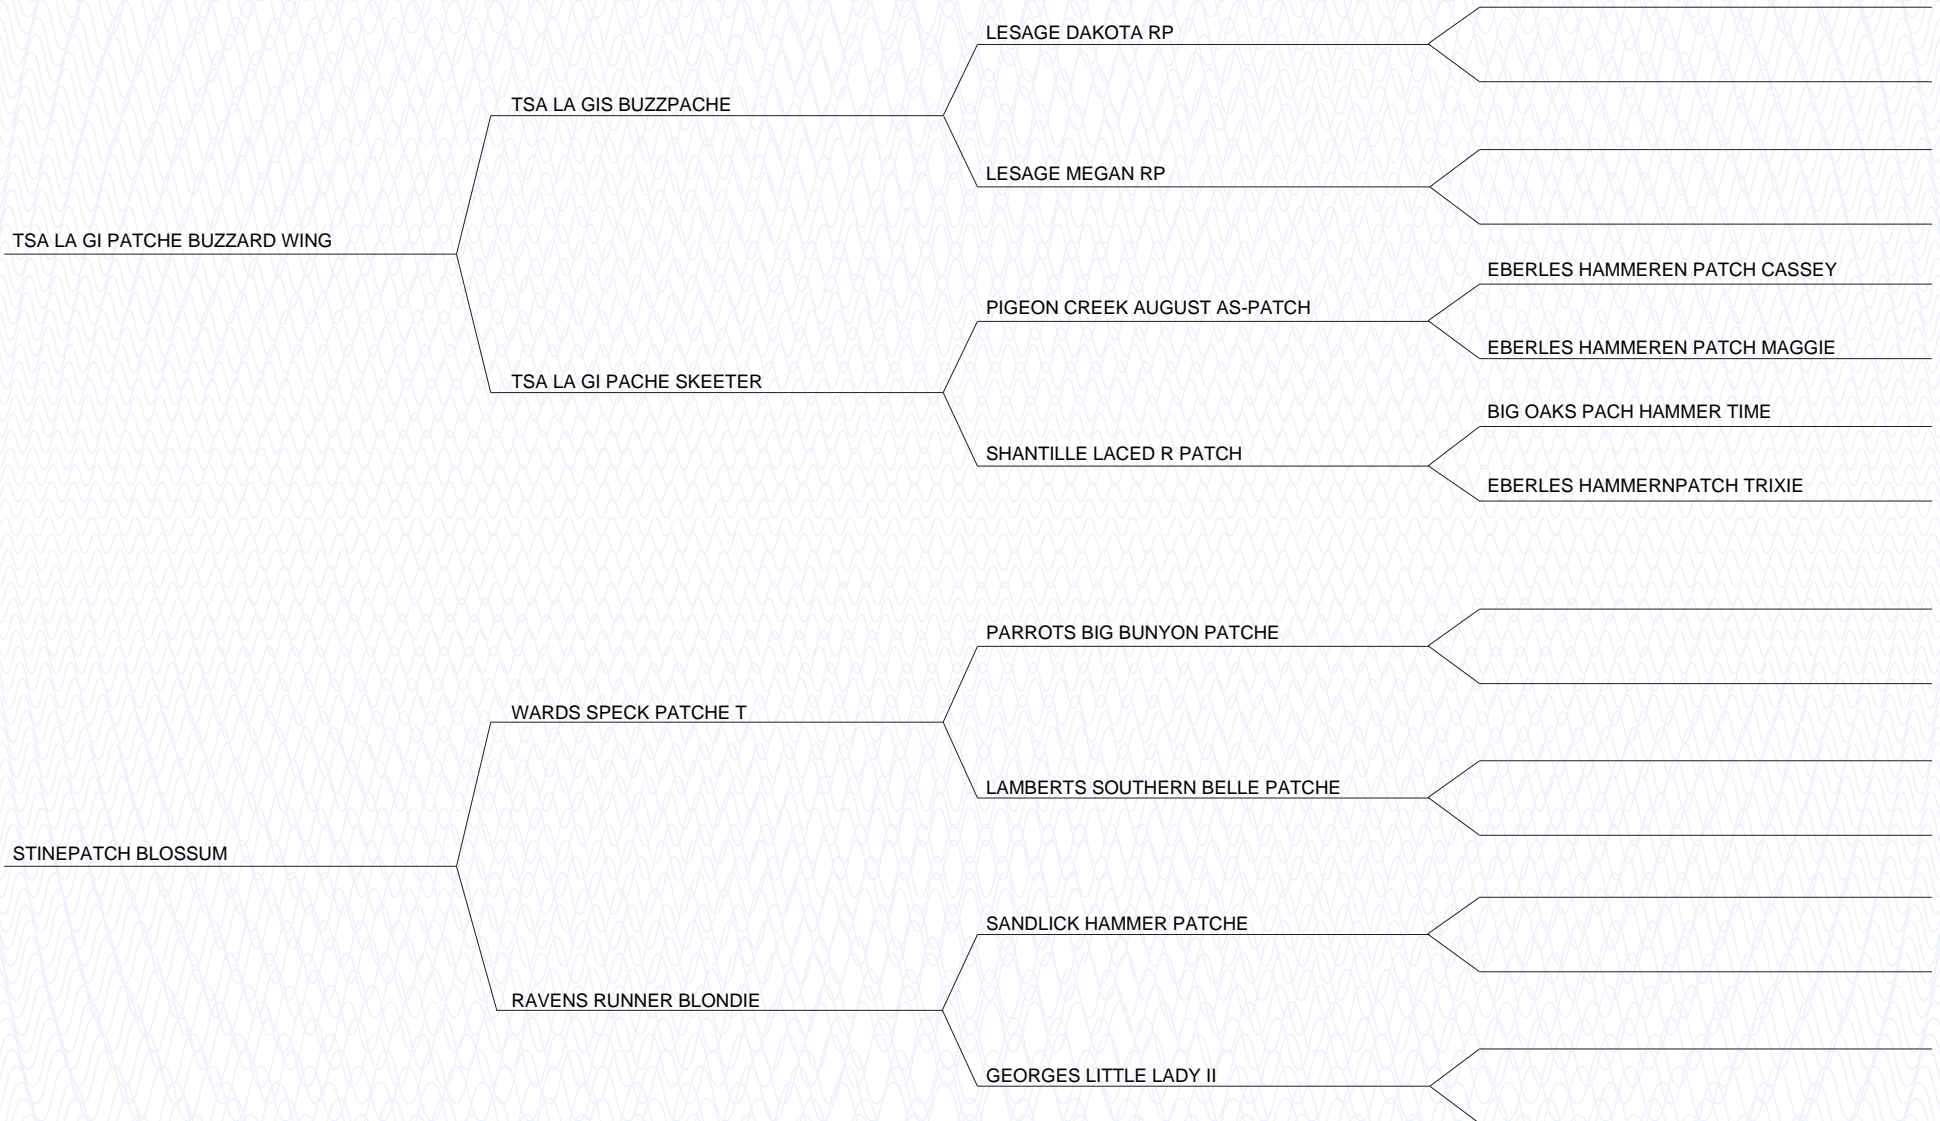 LESAGE DAKOTA RP
TSA LA GIS BUZZPACHE
LESAGE MEGAN RP
TSA LA GI PATCHE BUZZARD WING
EBERLES HAMMEREN PATCH CASSEY
PIGEON CREEK AUGUST AS-PATCH
EBERLES HAMMEREN PATCH MAGGIE
TSA LA GI PACHE SKEETER
BIG OAKS PACH HAMMER TIME
SHANTILLE LACED R PATCH
EBERLES HAMMERNPATCH TRIXIE
PARROTS BIG BUNYON PATCHE
WARDS SPECK PATCHE T
LAMBERTS SOUTHERN BELLE PATCHE
STINEPATCH BLOSSUM
SANDLICK HAMMER PATCHE
RAVENS RUNNER BLONDIE
GEORGES LITTLE LADY II